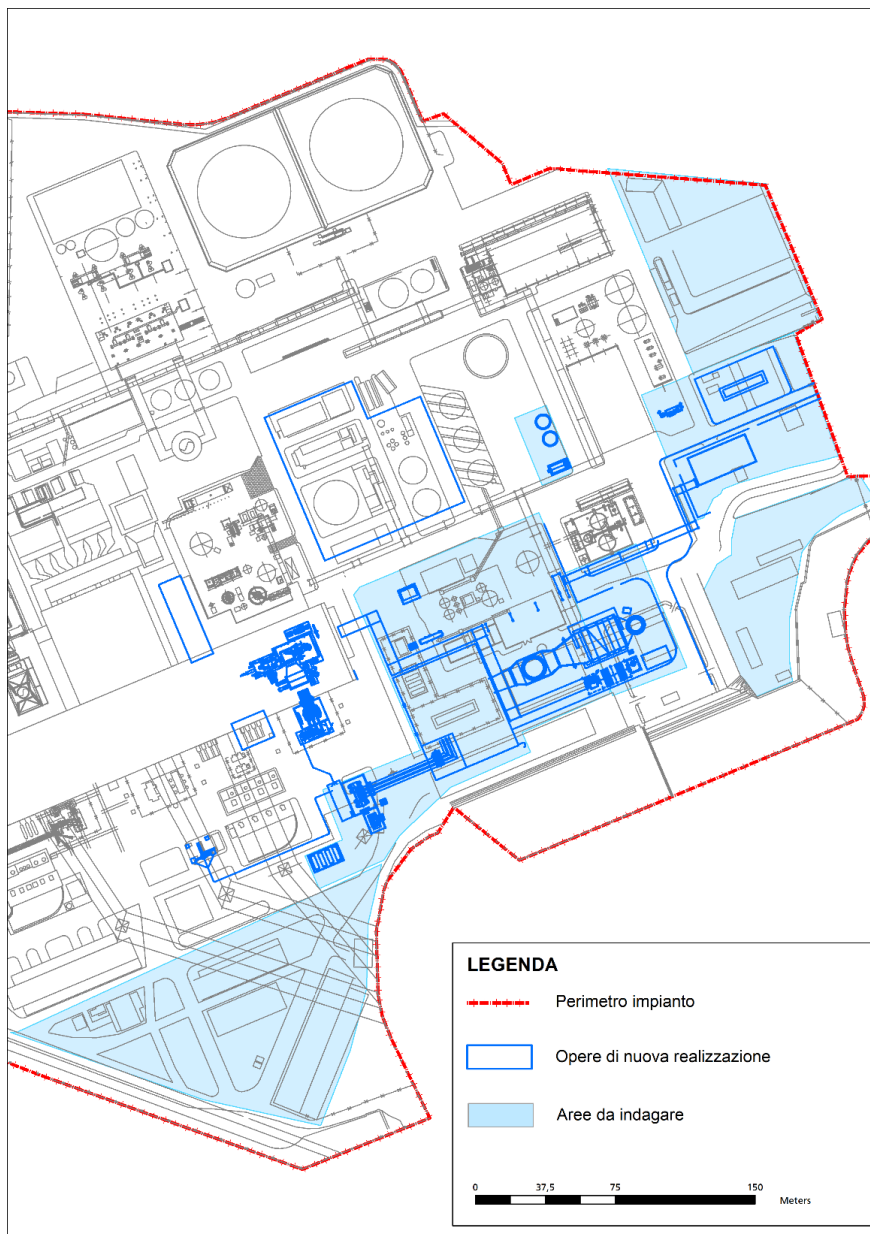 LEGENDA
Perimetro impianto
Opere di nuova realizzazione
Aree da indagare
0 37,5 75 150
Meters